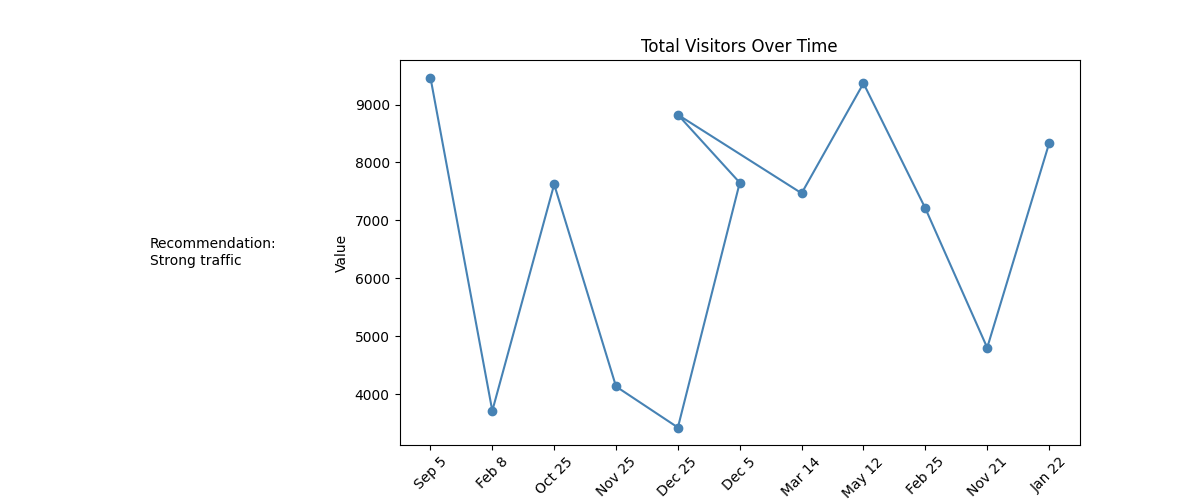 Total Visitors Over Time
Recommendation:
Strong traffic
Value
9000
8000
7000
6000
5000
4000
Sep 5
Feb 8
Oct 25
Nov 25
Dec 25
Dec 5
Mar 14
May 12
Feb 25
Nov 21
Jan 22